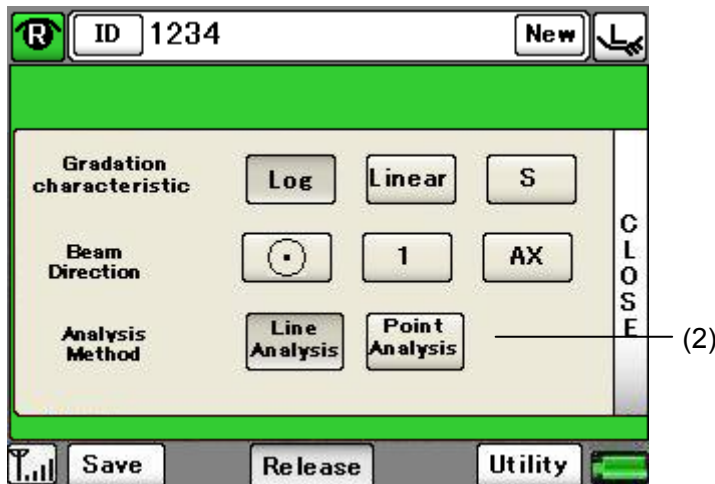 R ID 1234 New
Gradation
characteristic
Log Linear S
Beam
Direction
1 AX
Analysis
Method
Line
Analysis
Point
Analysis
CLOSE
(2)
Save Release Utility